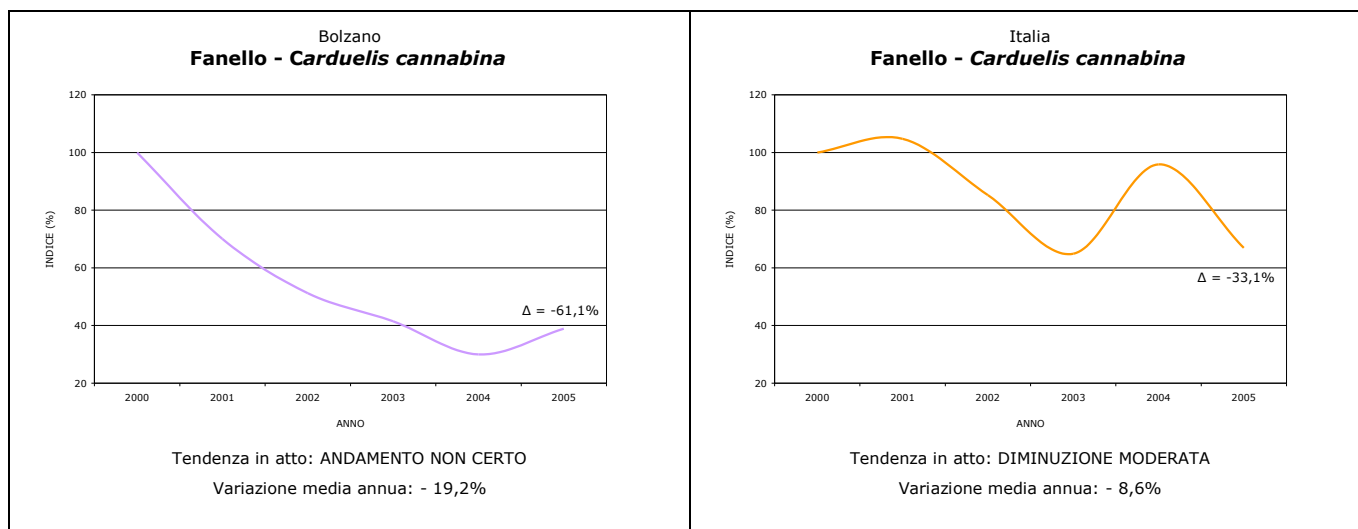 Bolzano
Fanello - Carduelis cannabina
120
100
80
60
40
20
INDICE (%)
Δ = -61,1%
2000 2001 2002 2003 2004 2005
ANNO
Tendenza in atto: ANDAMENTO NON CERTO
Variazione media annua: - 19,2%
Italia
Fanello - Carduelis cannabina
120
100
80
60
40
20
INDICE (%)
Δ = -33,1%
2000 2001 2002 2003 2004 2005
ANNO
Tendenza in atto: DIMINUZIONE MODERATA
Variazione media annua: - 8,6%